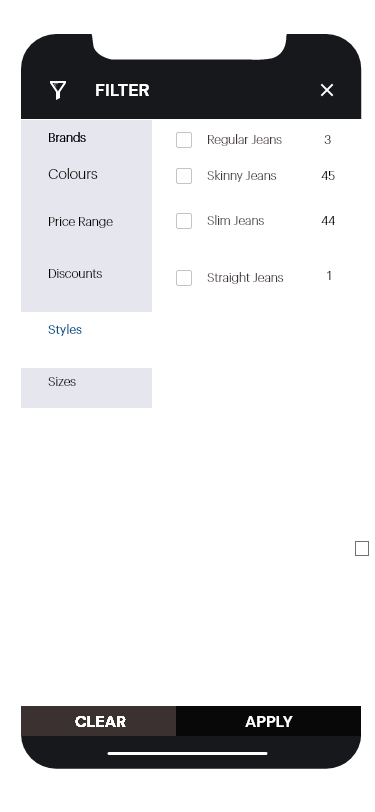 FILTER
Brands
Colours
Price Range
Discounts
Styles
Sizes
Regular Jeans 3
Skinny Jeans 45
Slim Jeans 44
Straight Jeans 1
CLEAR APPLY